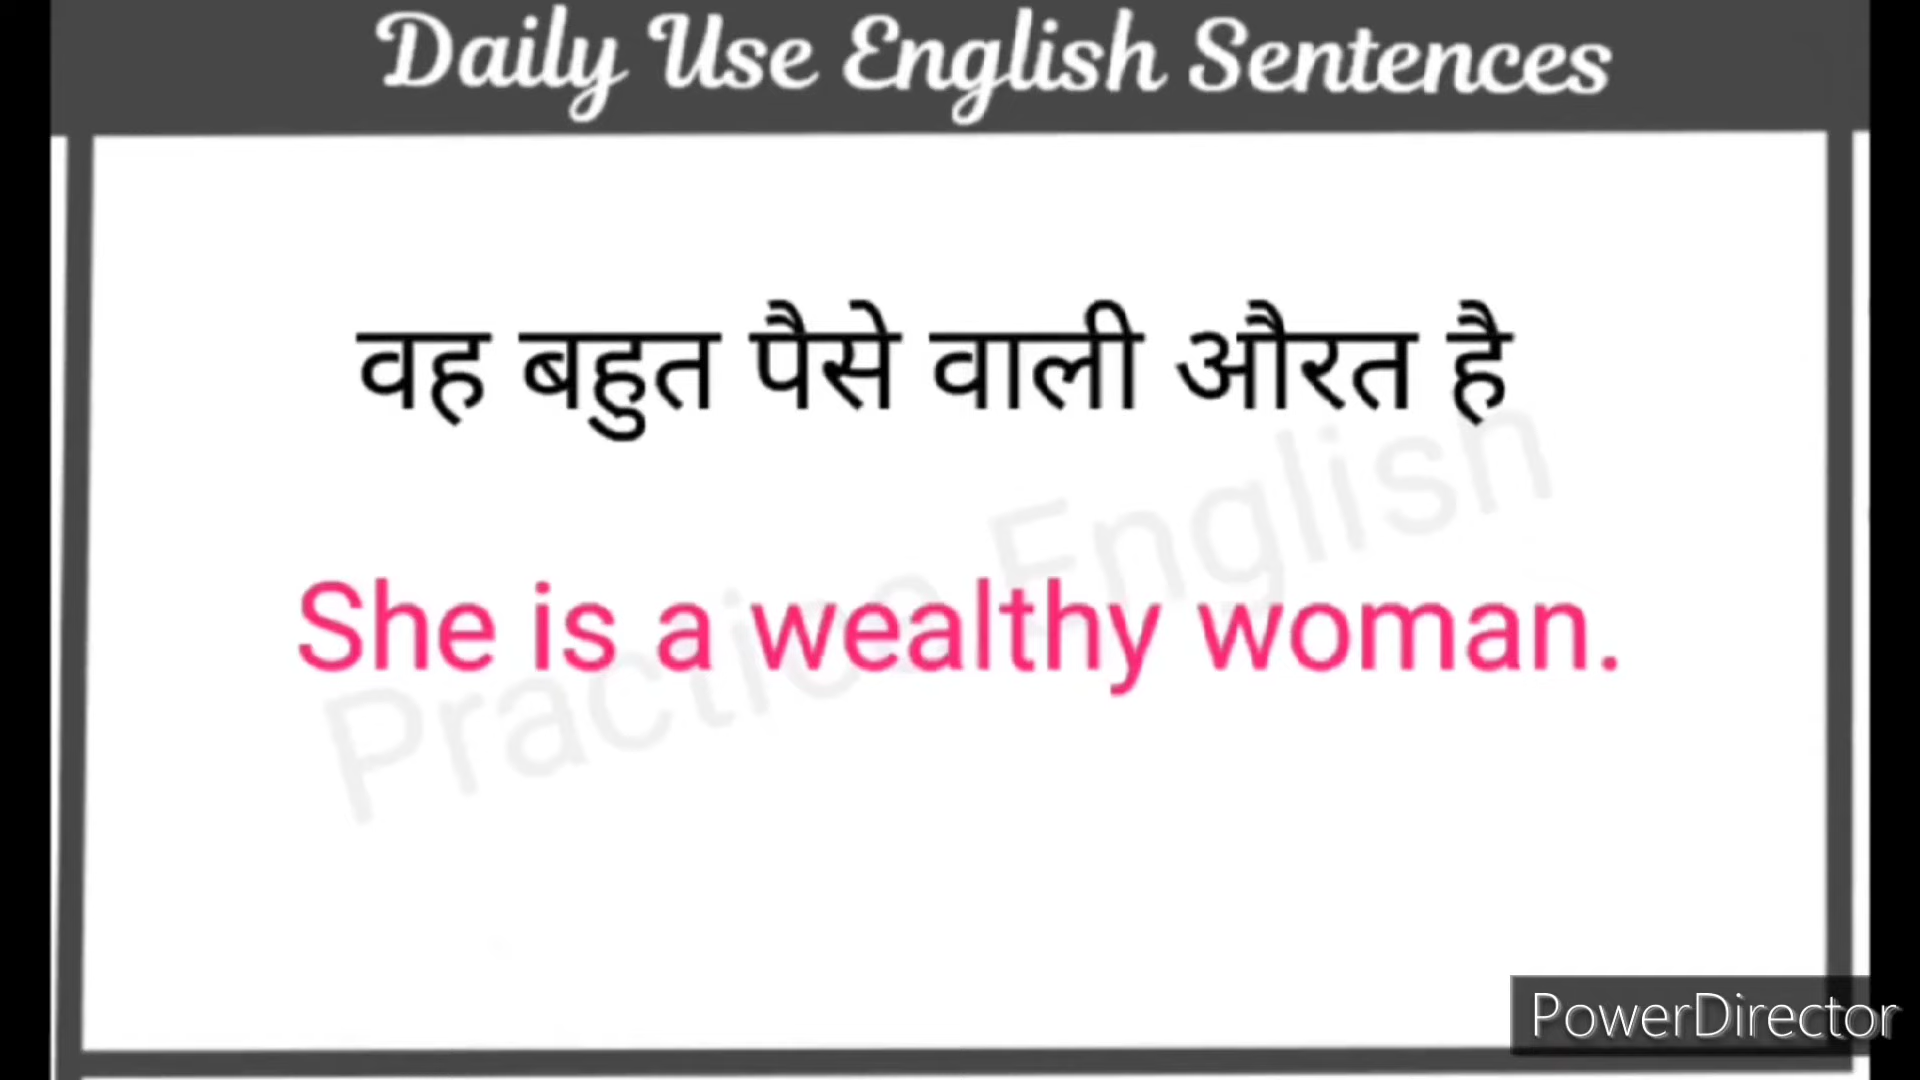 Daily Use English Sentences
वह बहुत पैसे वाली औरत है
She is a wealthy woman.
Practice English
PowerDirector